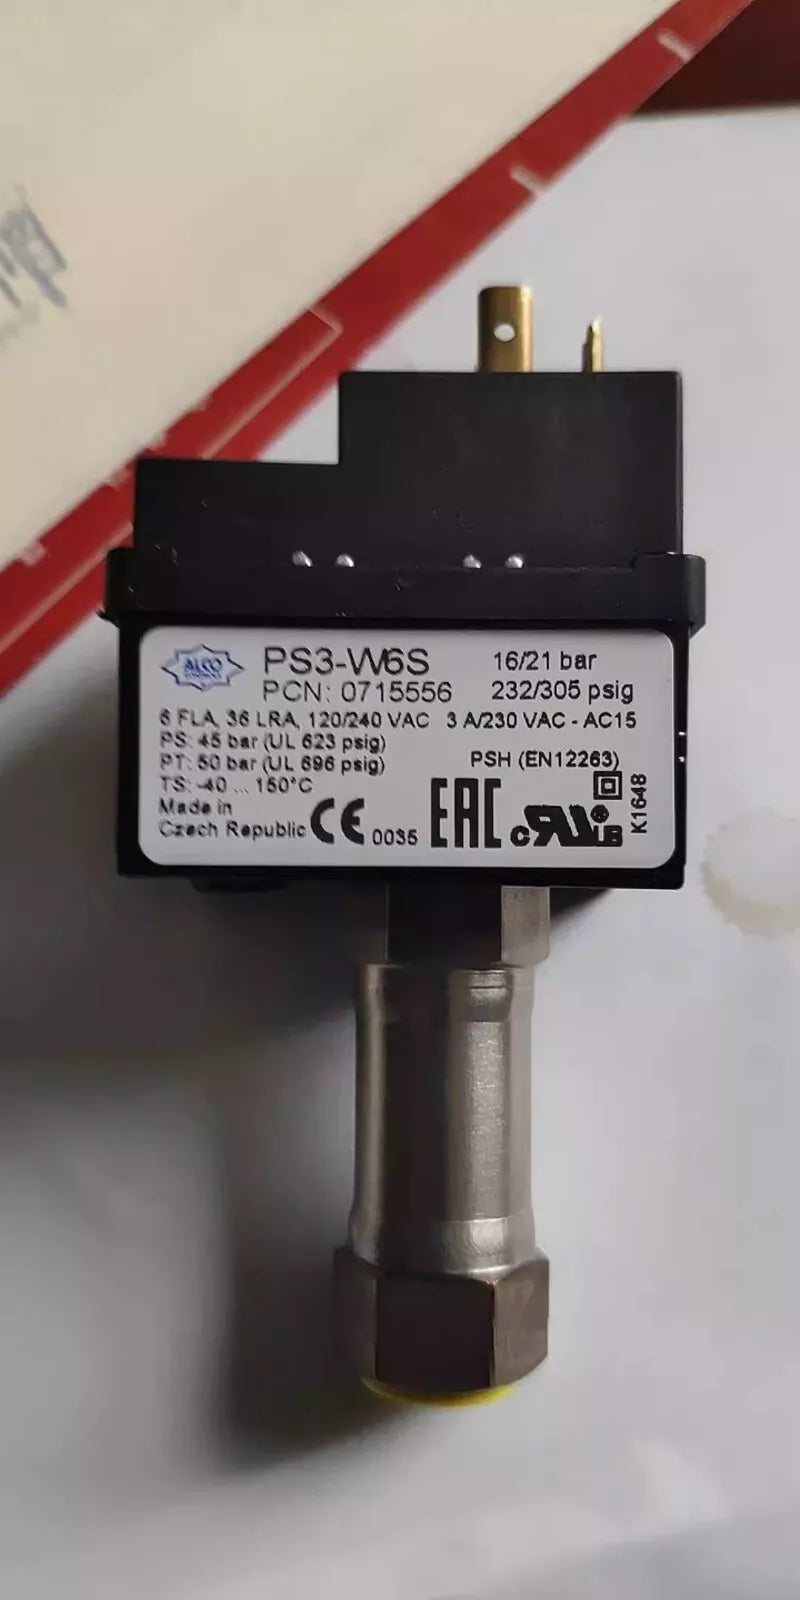 ALCO
PS3-W6S
16/21 bar
PCN: 0715556
232/305 psig
6 FLA, 36 LRA, 120/240 VAC 3 A/230 VAC - AC15
PS: 45 bar (UL 623 psig)
PT: 50 bar (UL 696 psig)
PSH (EN12263)
TS: -40 ... 150°C
Made in
Czech Republic
CE 0035
EAC
c RU ® US
K1648